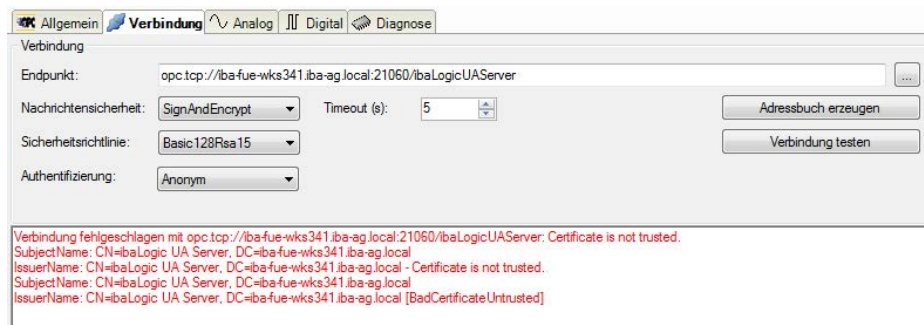 Allgemein Verbindung Analog Digital Diagnose
Verbindung
Endpunkt: opc.tcp://iba-fue-wks341.iba-ag.local:21060/ibaLogicUAServer ...
Nachrichtensicherheit: SignAndEncrypt Timeout (s): 5 Adressbuch erzeugen
Sicherheitsrichtlinie: Basic128Rsa15 Verbindung testen
Authentifizierung: Anonym
Verbindung fehlgeschlagen mit opc.tcp://iba-fue-wks341.iba-ag.local:21060/ibaLogicUAServer: Certificate is not trusted.
SubjectName: CN=ibaLogic UA Server, DC=iba-fue-wks341.iba-ag.local
IssuerName: CN=ibaLogic UA Server, DC=iba-fue-wks341.iba-ag.local - Certificate is not trusted.
SubjectName: CN=ibaLogic UA Server, DC=iba-fue-wks341.iba-ag.local
IssuerName: CN=ibaLogic UA Server, DC=iba-fue-wks341.iba-ag.local [BadCertificateUntrusted]